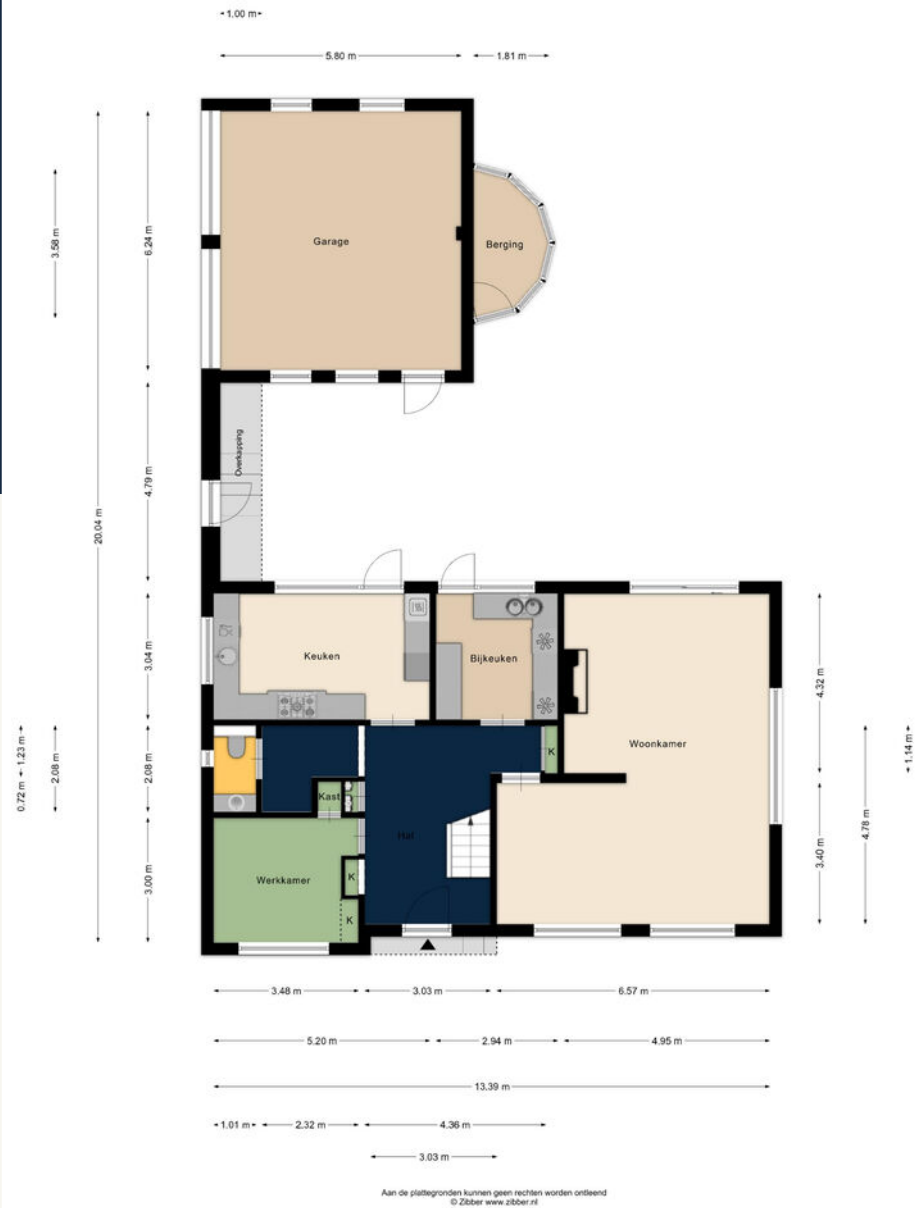 1.00 m
5.80 m
1.81 m
Garage
Berging
3.58 m
6.24 m
Overkapping
4.79 m
20.04 m
Keuken
Bijkeuken
Woonkamer
3.04 m
4.32 m
K
Kast
Hal
Werkkamer
K
K
0.72 m
1.23 m
2.08 m
2.08 m
3.00 m
3.40 m
4.78 m
1.14 m
3.48 m
3.03 m
6.57 m
5.20 m
2.94 m
4.95 m
13.39 m
1.01 m
2.32 m
4.36 m
3.03 m
Aan de plattegronden kunnen geen rechten worden ontleend
© Zibber www.zibber.nl